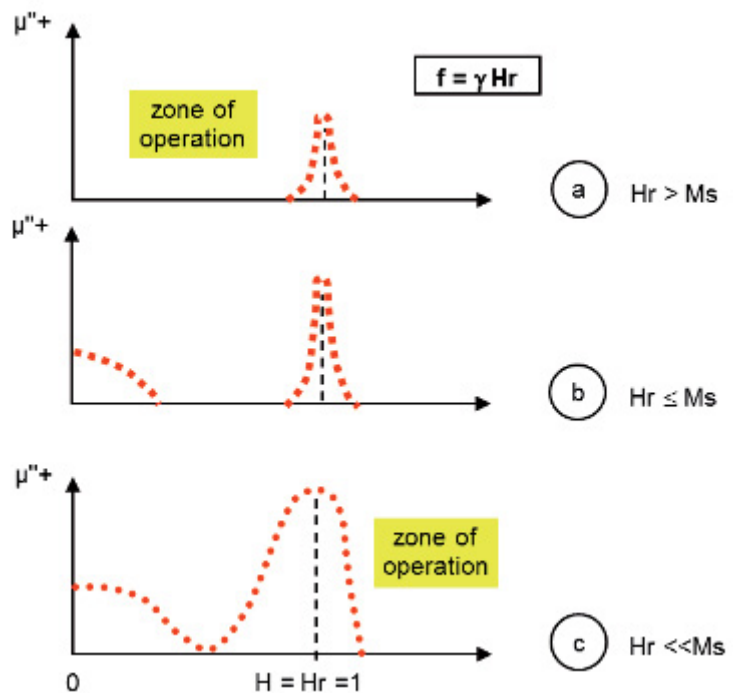 μ"+
f = γ Hr
zone of
operation
a
Hr > Ms
μ"+
b
Hr ≤ Ms
μ"+
zone of
operation
c
Hr <<Ms
0
H = Hr =1